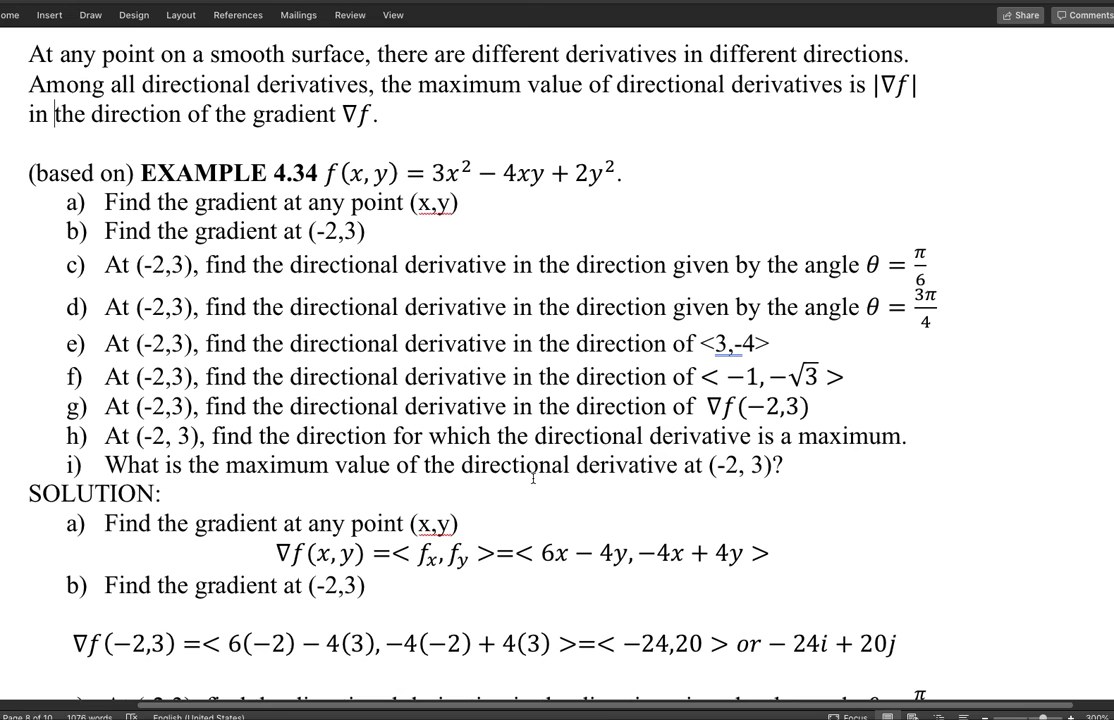 ome Insert Draw Design Layout References Mailings Review View Share Comments
At any point on a smooth surface, there are different derivatives in different directions.
Among all directional derivatives, the maximum value of directional derivatives is |∇f|
in the direction of the gradient ∇f.
(based on) EXAMPLE 4.34 f(x, y) = 3x² − 4xy + 2y².
a) Find the gradient at any point (x,y)
b) Find the gradient at (-2,3)
c) At (-2,3), find the directional derivative in the direction given by the angle θ = π/6
d) At (-2,3), find the directional derivative in the direction given by the angle θ = 3π/4
e) At (-2,3), find the directional derivative in the direction of <3,-4>
f) At (-2,3), find the directional derivative in the direction of < −1, −√3 >
g) At (-2,3), find the directional derivative in the direction of ∇f(−2,3)
h) At (-2, 3), find the direction for which the directional derivative is a maximum.
i) What is the maximum value of the directional derivative at (-2, 3)?
SOLUTION:
a) Find the gradient at any point (x,y)
∇f(x, y) =< fₓ, f_y >=< 6x − 4y, −4x + 4y >
b) Find the gradient at (-2,3)
∇f(−2,3) =< 6(−2) − 4(3), −4(−2) + 4(3) >=< −24,20 > or − 24i + 20j
π
Page 8 of 10 1076 words English (United States) Focus 300%